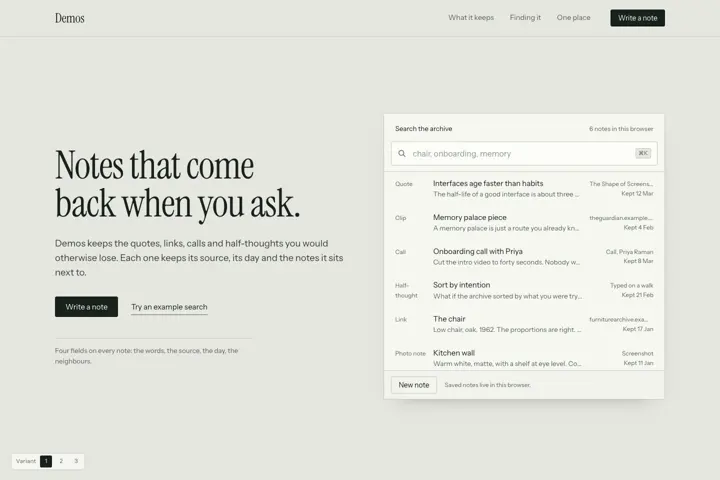 Demos
What it keeps
Finding it
One place
Write a note
Notes that come
back when you ask.
Demos keeps the quotes, links, calls and half-thoughts you would
otherwise lose. Each one keeps its source, its day and the notes it sits
next to.
Write a note
Try an example search
Four fields on every note: the words, the source, the day, the
neighbours.
Search the archive
6 notes in this browser
chair, onboarding, memory
⌘K
Quote
Interfaces age faster than habits
The Shape of Screens...
The half-life of a good interface is about three ...
Kept 12 Mar
Clip
Memory palace piece
theguardian.example...
A memory palace is just a route you already kn...
Kept 4 Feb
Call
Onboarding call with Priya
Call, Priya Raman
Cut the intro video to forty seconds. Nobody w...
Kept 8 Mar
Half-
thought
Sort by intention
Typed on a walk
What if the archive sorted by what you were try...
Kept 21 Feb
Link
The chair
furniturearchive.exa...
Low chair, oak, 1962. The proportions are right. ...
Kept 17 Jan
Photo note
Kitchen wall
Screenshot
Warm white, matte, with a shelf at eye level. Co...
Kept 11 Jan
New note
Saved notes live in this browser.
Variant
1
2
3